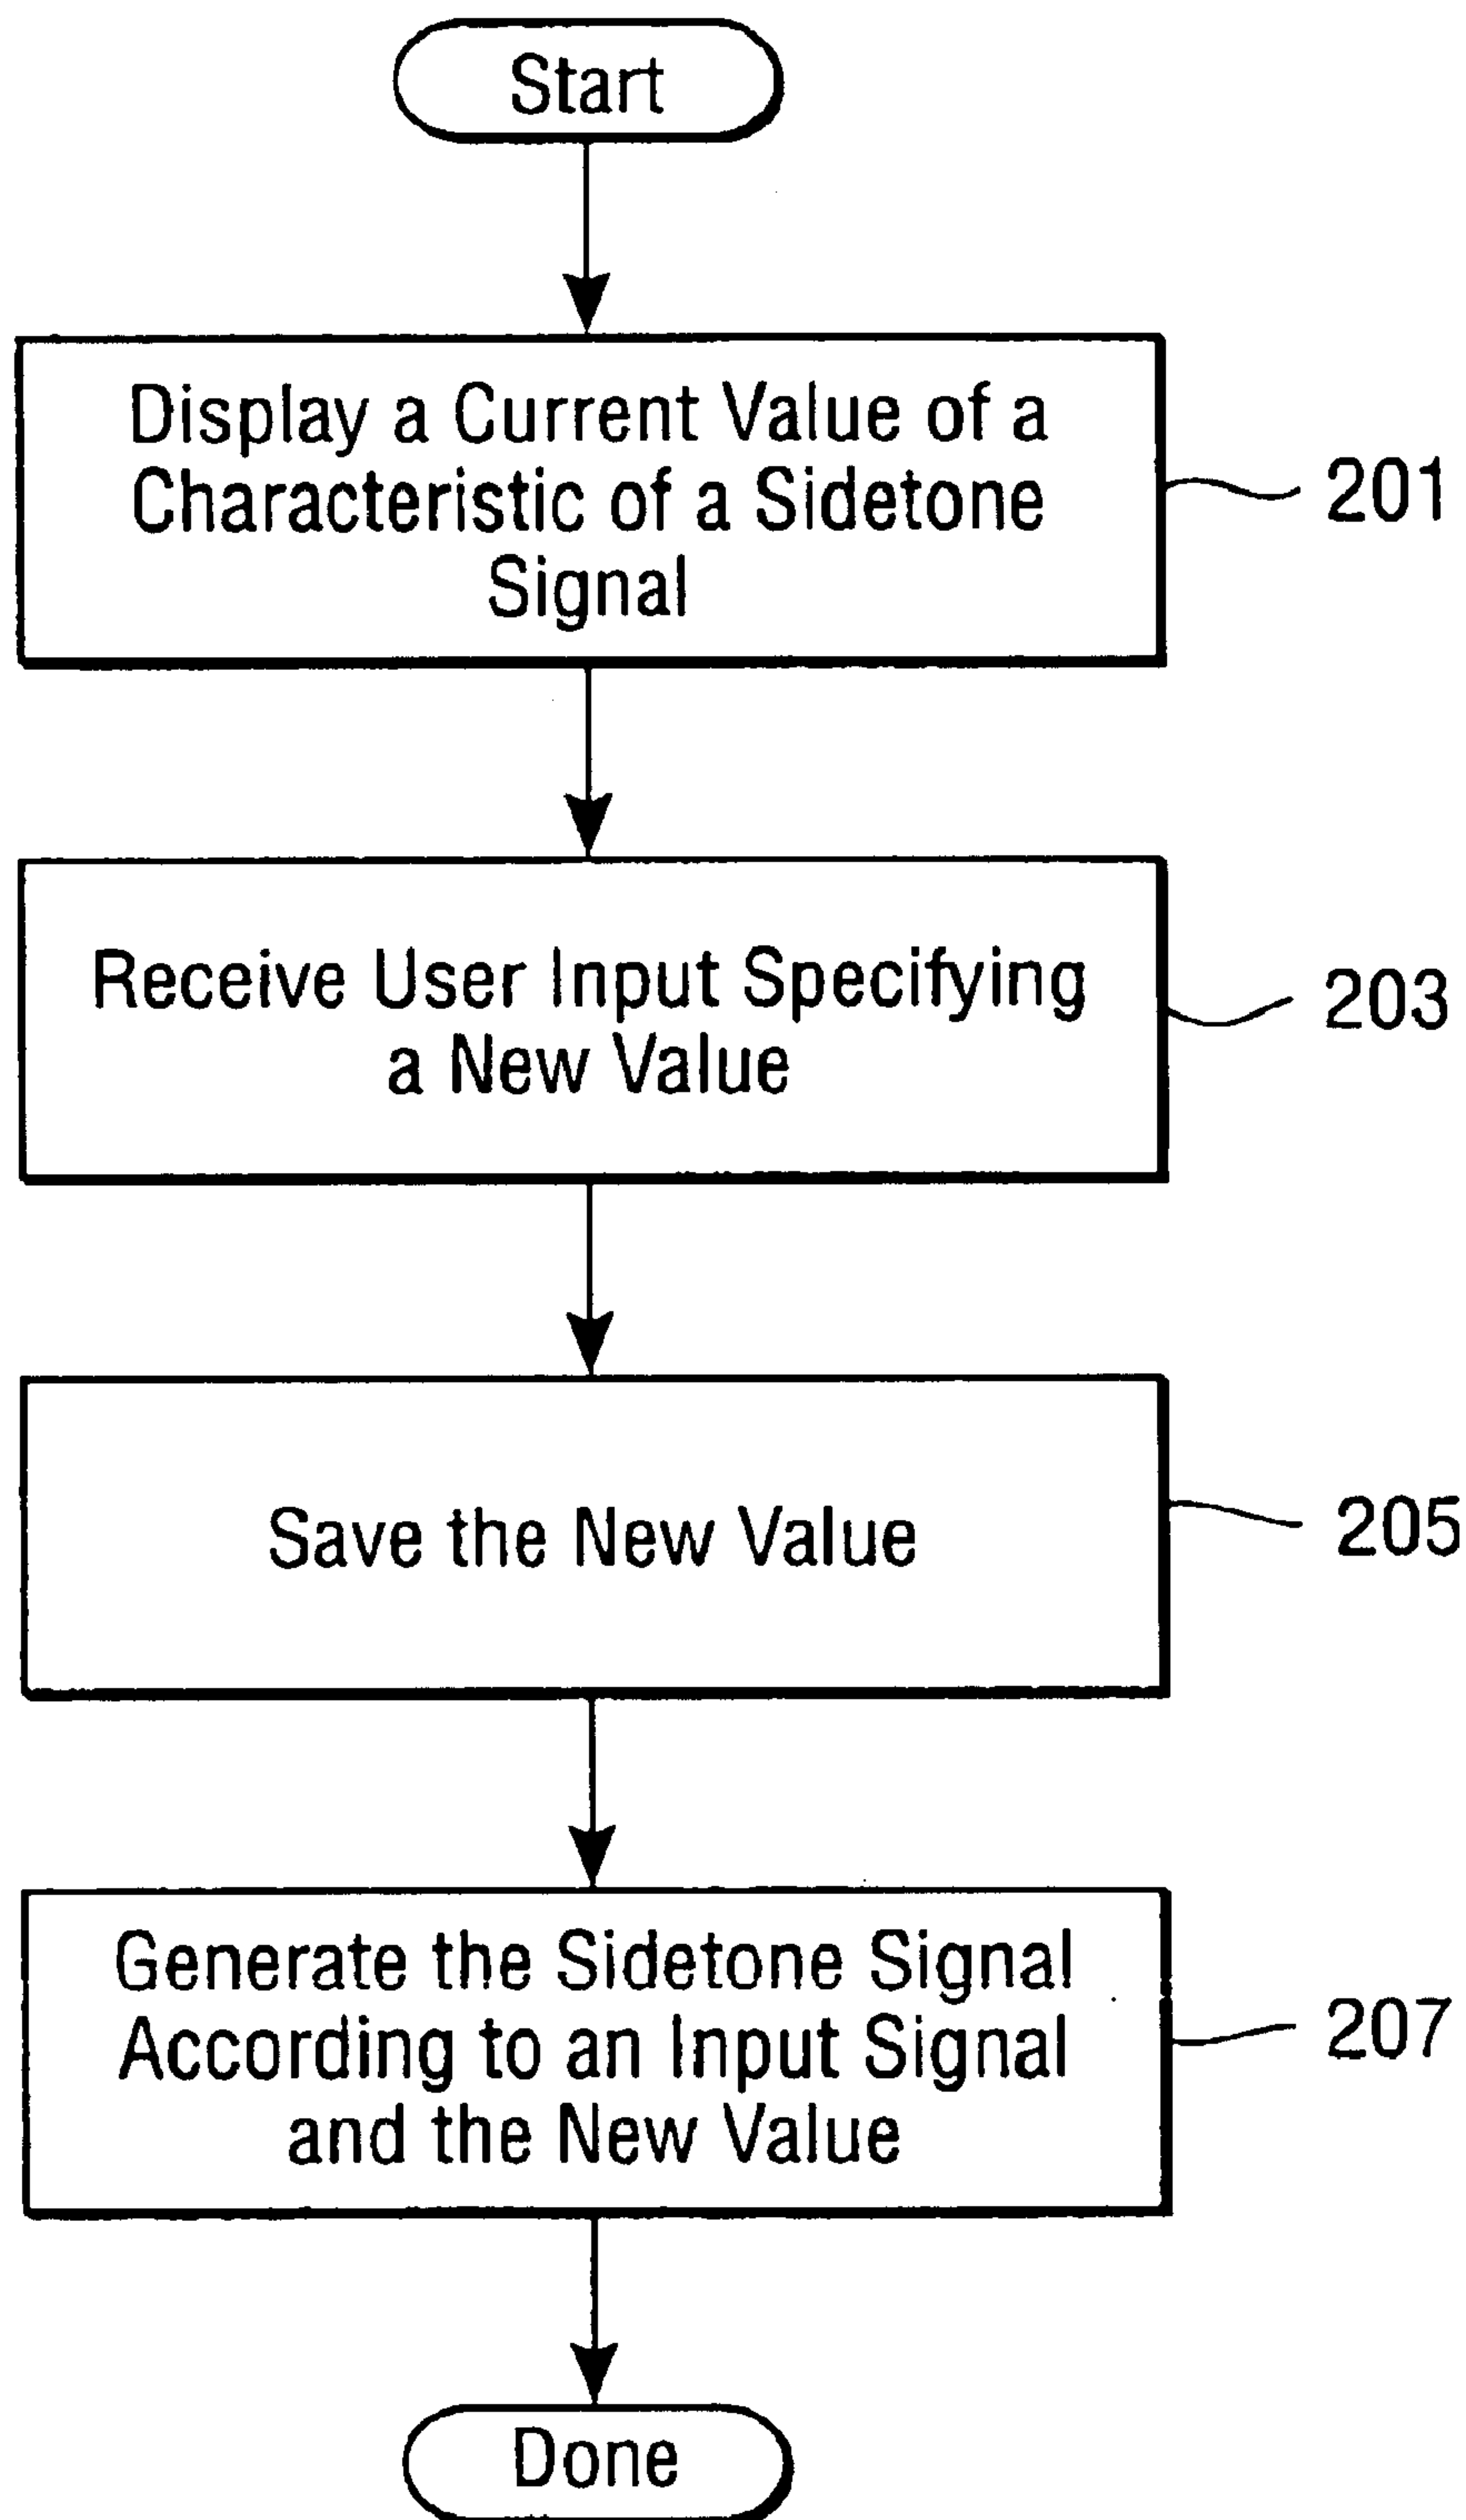 Start
Display a Current Value of a
Characteristic of a Sidetone
Signal
201
Receive User Input Specifying
a New Value
203
Save the New Value
205
Generate the Sidetone Signal
According to an Input Signal
and the New Value
207
Done